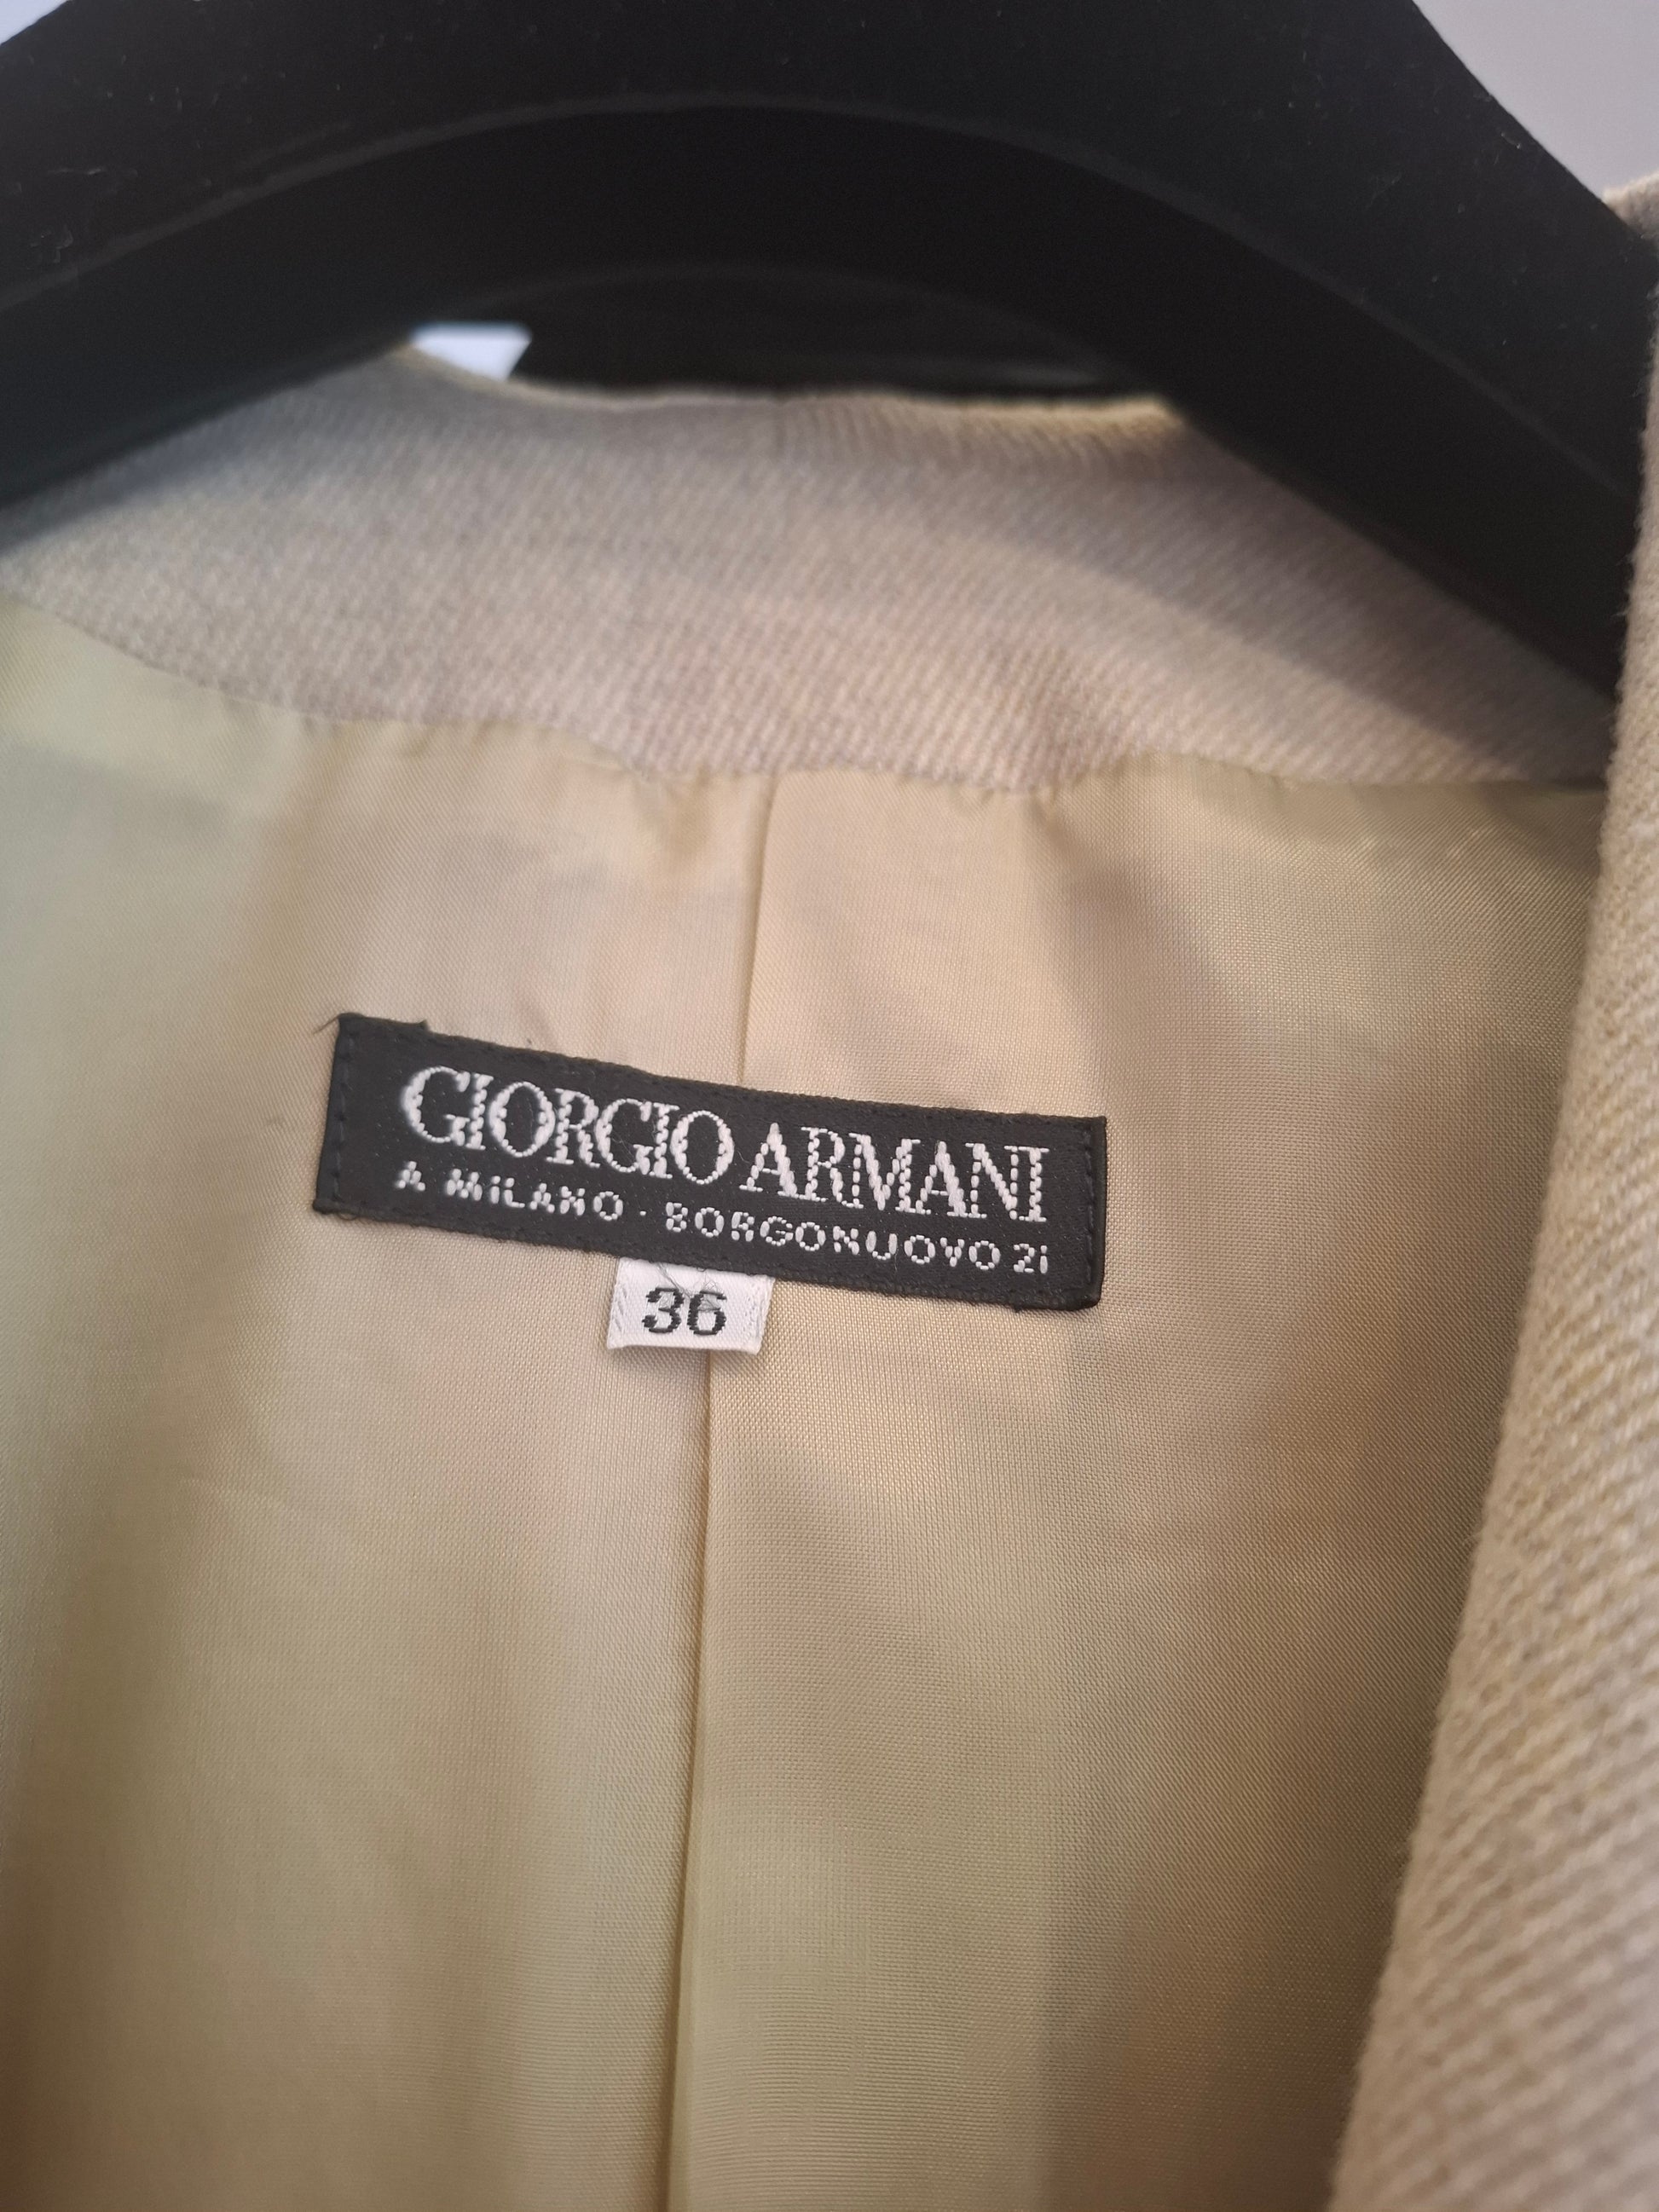 GIORGIO ARMANI
A MILANO · BORGONUOVO 21
36